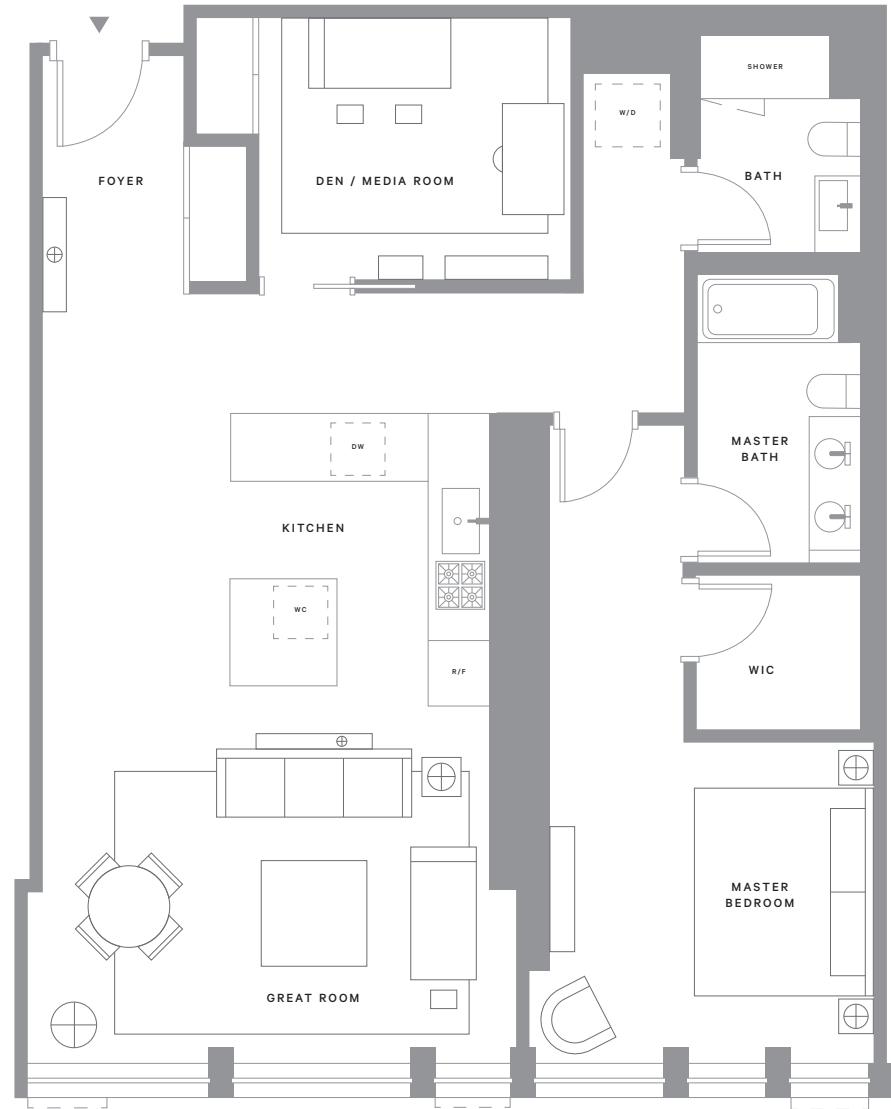 SHOWER
W/D
BATH
FOYER
DEN / MEDIA ROOM
MASTER
BATH
DW
KITCHEN
WC
R/F
WIC
MASTER
BEDROOM
GREAT ROOM